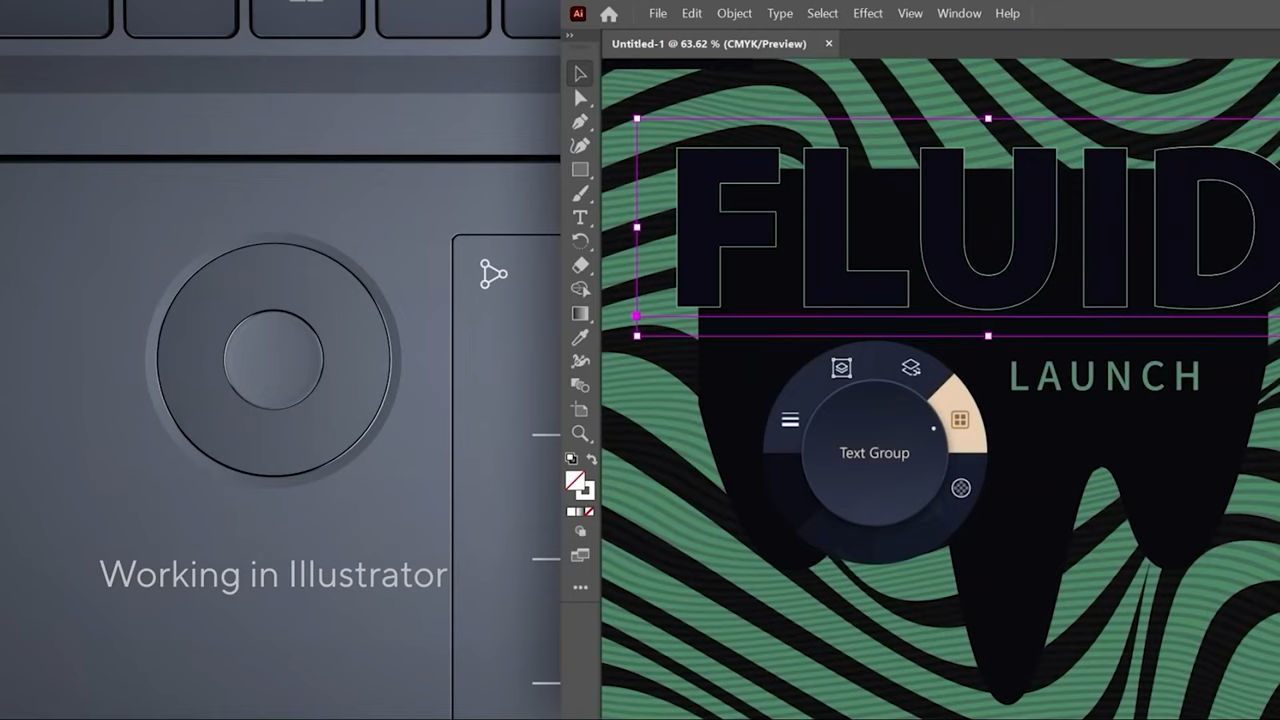 Ai
File Edit Object Type Select Effect View Window Help
Untitled-1 @ 63.62 % (CMYK/Preview) ×
FLUID
LAUNCH
Text Group
Working in Illustrator